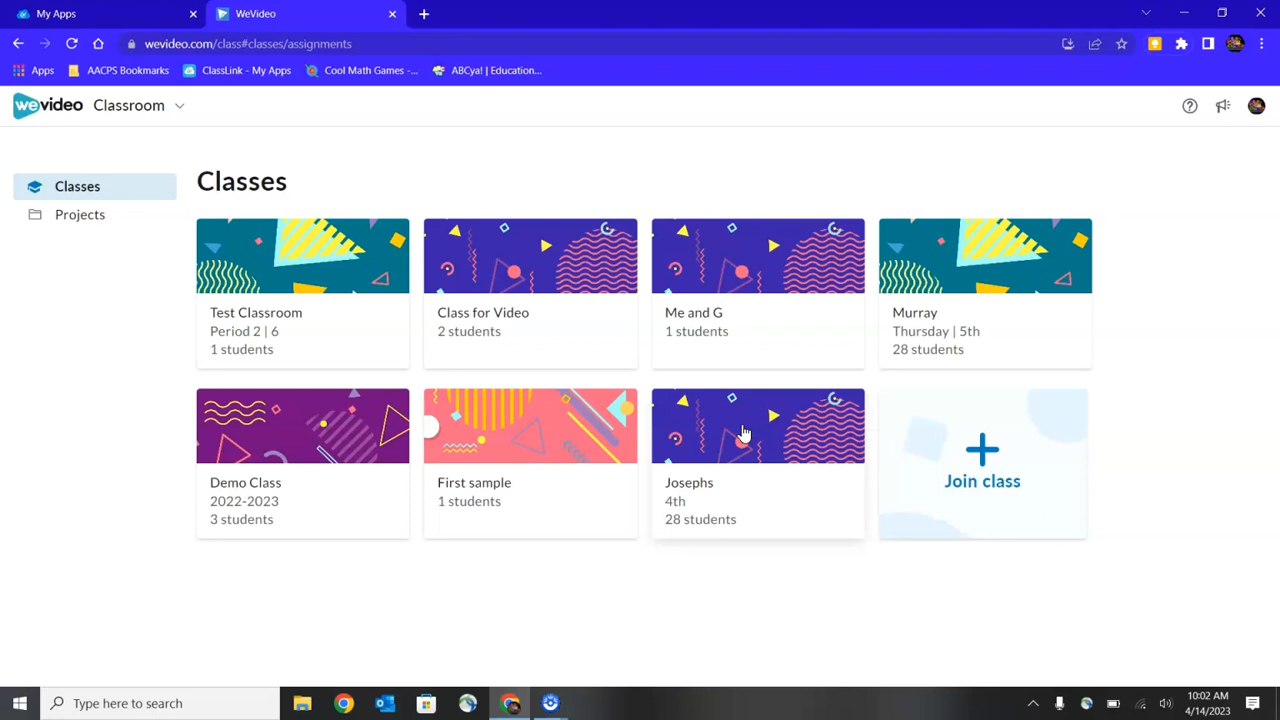 My Apps
WeVideo
wevideo.com/class#classes/assignments
Apps
AACPS Bookmarks
ClassLink - My Apps
Cool Math Games -...
ABCya! | Education...
wevideo Classroom
Classes
Projects
Classes
Test Classroom
Period 2 | 6
1 students
Class for Video
2 students
Me and G
1 students
Murray
Thursday | 5th
28 students
Demo Class
2022-2023
3 students
First sample
1 students
Josephs
4th
28 students
Join class
Type here to search
10:02 AM
4/14/2023